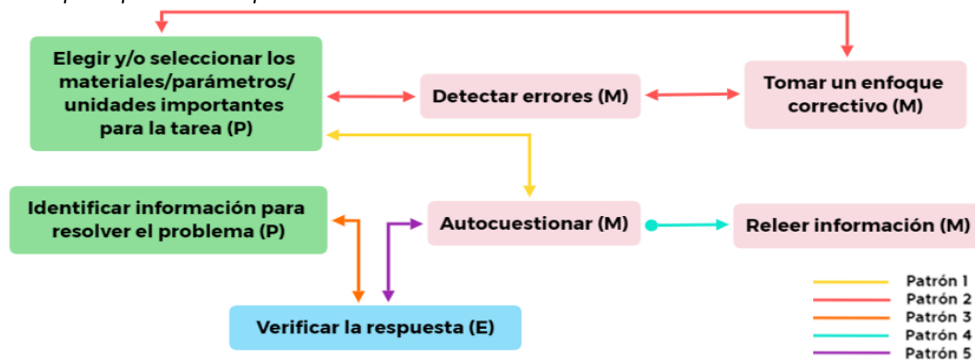 Elegir y/o seleccionar los
materiales/parámetros/
unidades importantes
para la tarea (P)
Detectar errores (M)
Tomar un enfoque
correctivo (M)
Identificar información para
resolver el problema (P)
Autocuestionar (M)
Releer información (M)
Verificar la respuesta (E)
Patrón 1
Patrón 2
Patrón 3
Patrón 4
Patrón 5